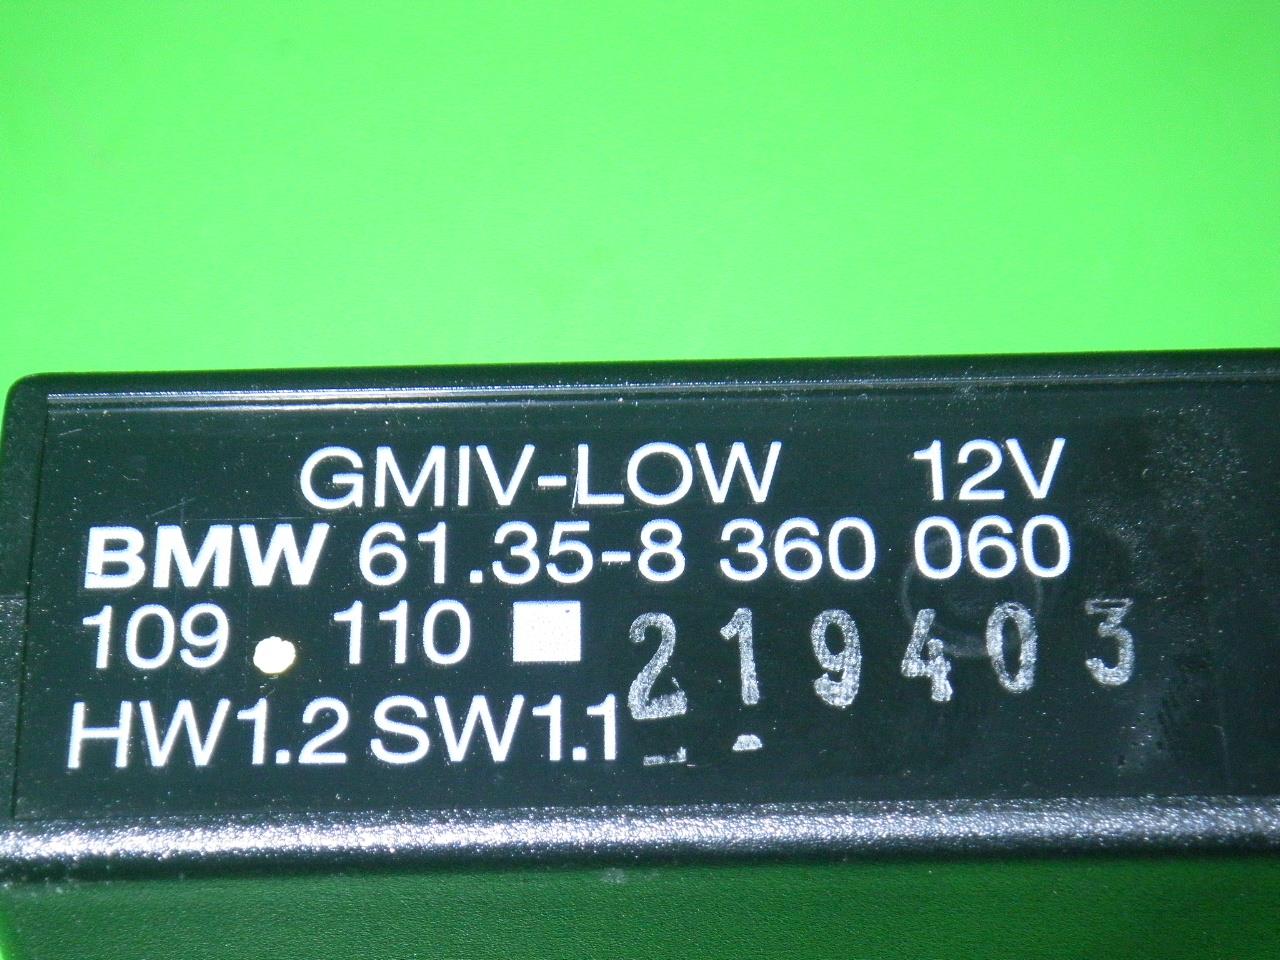 GMIV-LOW 12V
BMW 61.35-8 360 060
109 110 219403
HW1.2 SW1.1